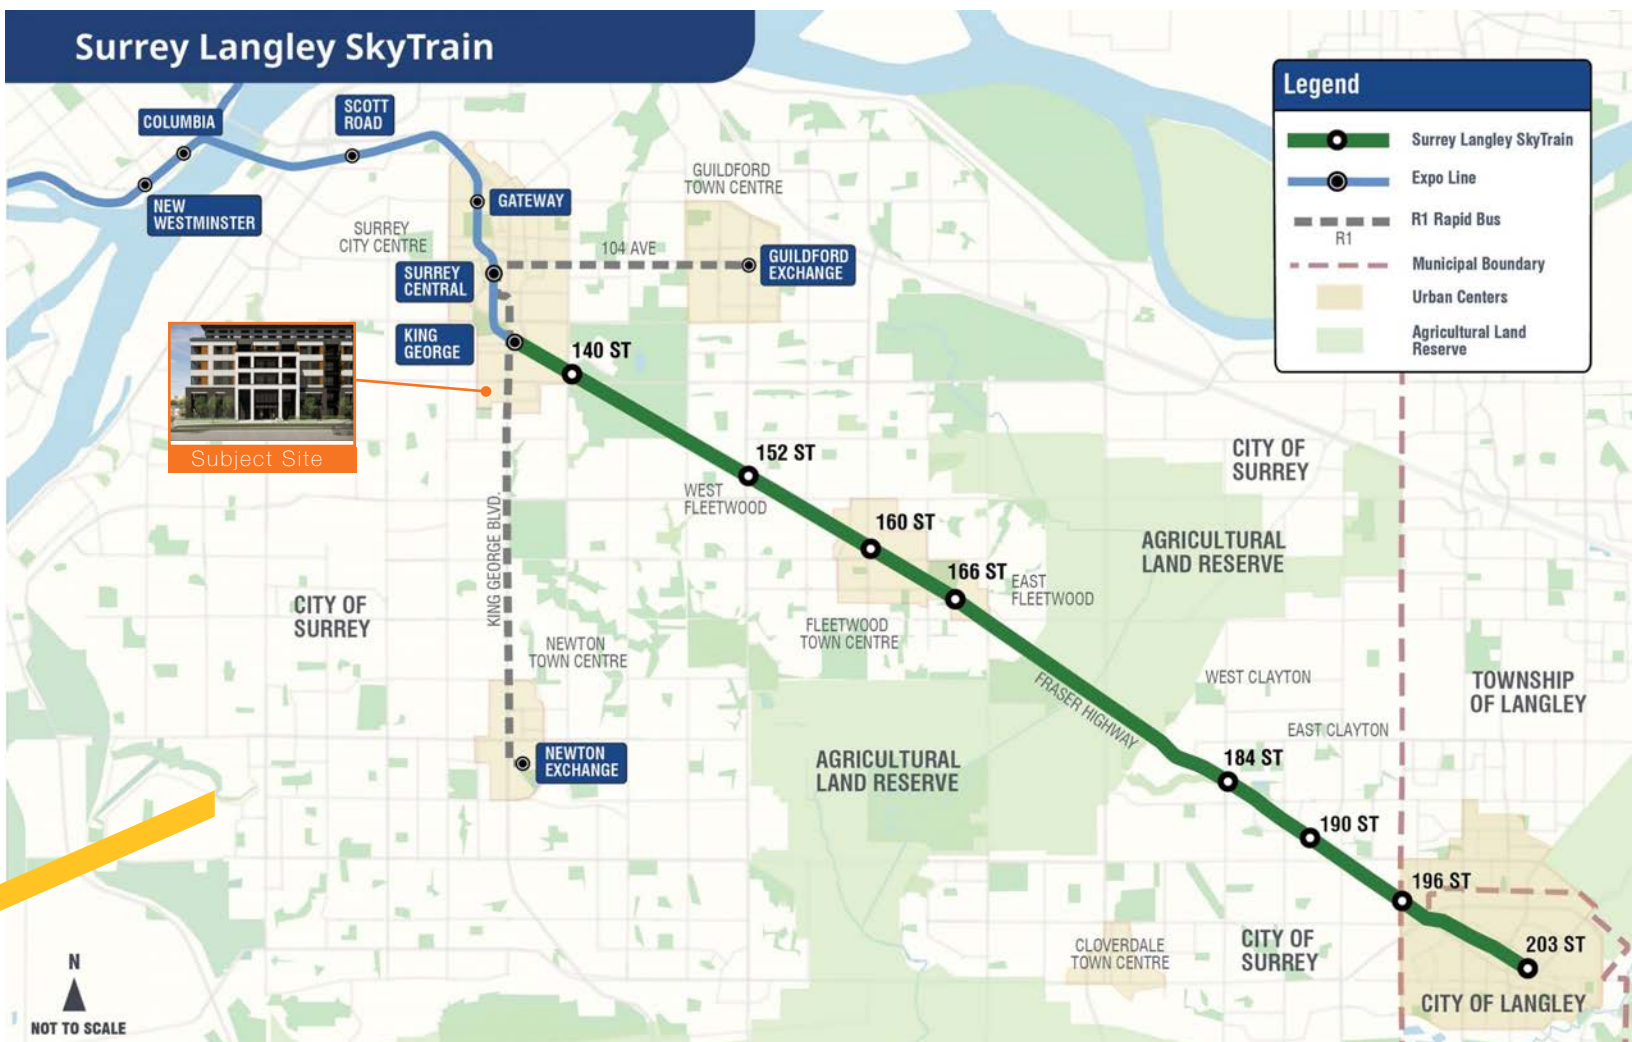 Surrey Langley SkyTrain
Legend
Surrey Langley SkyTrain
Expo Line
R1 Rapid Bus
R1
Municipal Boundary
Urban Centers
Agricultural Land
Reserve
COLUMBIA
SCOTT
ROAD
NEW
WESTMINSTER
GATEWAY
GUILDFORD
TOWN CENTRE
SURREY
CITY CENTRE
104 AVE
SURREY
CENTRAL
GUILDFORD
EXCHANGE
KING
GEORGE
140 ST
Subject Site
152 ST
WEST
FLEETWOOD
CITY OF
SURREY
KING GEORGE BLVD.
160 ST
AGRICULTURAL
LAND RESERVE
166 ST
EAST
FLEETWOOD
CITY OF
SURREY
FLEETWOOD
TOWN CENTRE
NEWTON
TOWN CENTRE
FRASER HIGHWAY
WEST CLAYTON
TOWNSHIP
OF LANGLEY
EAST CLAYTON
NEWTON
EXCHANGE
AGRICULTURAL
LAND RESERVE
184 ST
190 ST
196 ST
CLOVERDALE
TOWN CENTRE
CITY OF
SURREY
203 ST
CITY OF LANGLEY
N
NOT TO SCALE